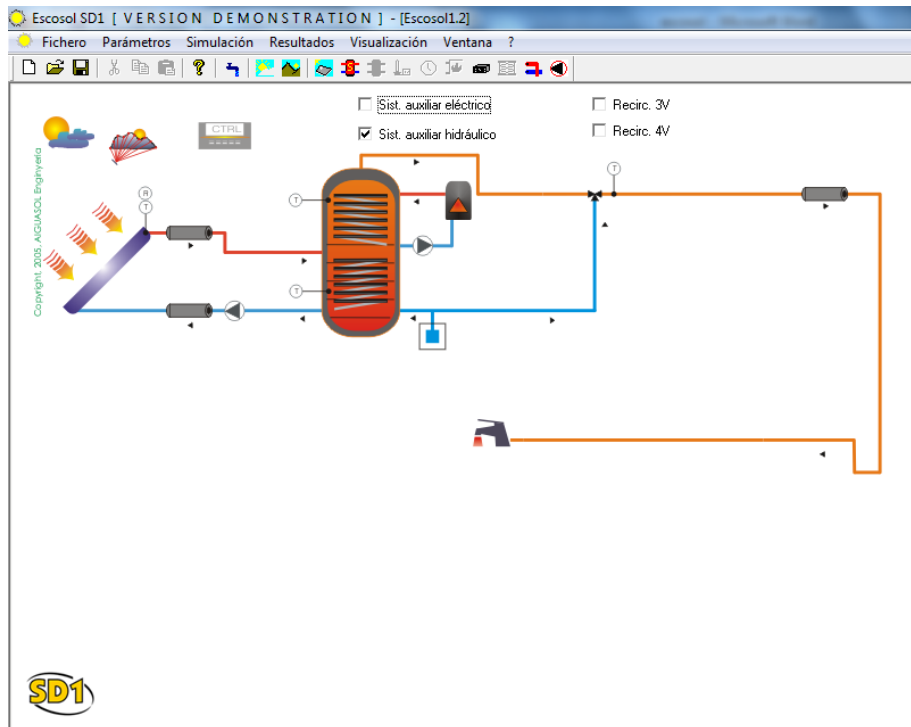 Escosol SD1 [ V E R S I O N   D E M O N S T R A T I O N ] - [Escosol1.2]
Fichero Parámetros Simulación Resultados Visualización Ventana ?
Sist. auxiliar eléctrico
Recirc. 3V
Sist. auxiliar hidráulico
Recirc. 4V
CTRL
Copyright, 2005, AIGUASOL Enginyeria
R
T
T
T
T
SD1